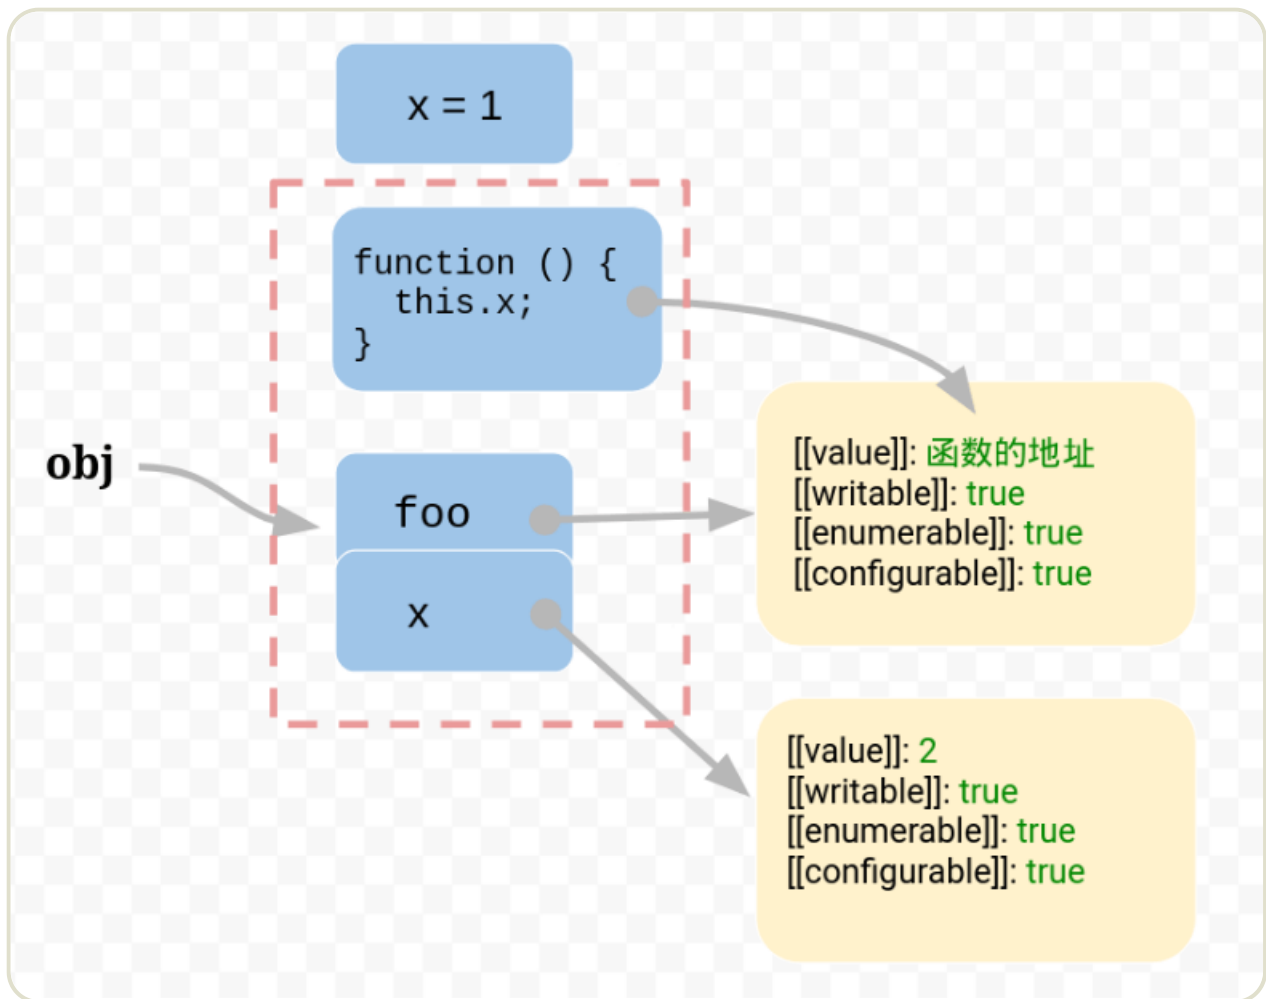 x = 1
function () {
  this.x;
}
obj
foo
x
[[value]]: 函数的地址
[[writable]]: true
[[enumerable]]: true
[[configurable]]: true
[[value]]: 2
[[writable]]: true
[[enumerable]]: true
[[configurable]]: true